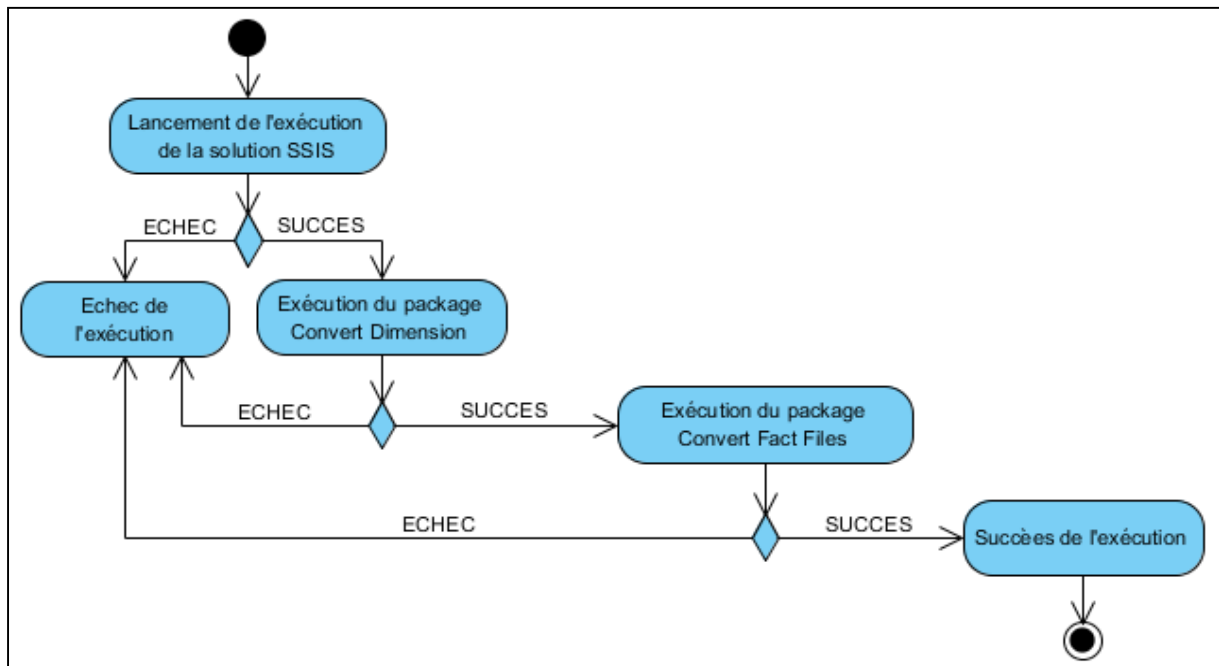 Lancement de l'exécution
de la solution SSIS
ECHEC
SUCCES
Echec de
l'exécution
Exécution du package
Convert Dimension
ECHEC
SUCCES
Exécution du package
Convert Fact Files
ECHEC
SUCCES
Succèes de l'exécution